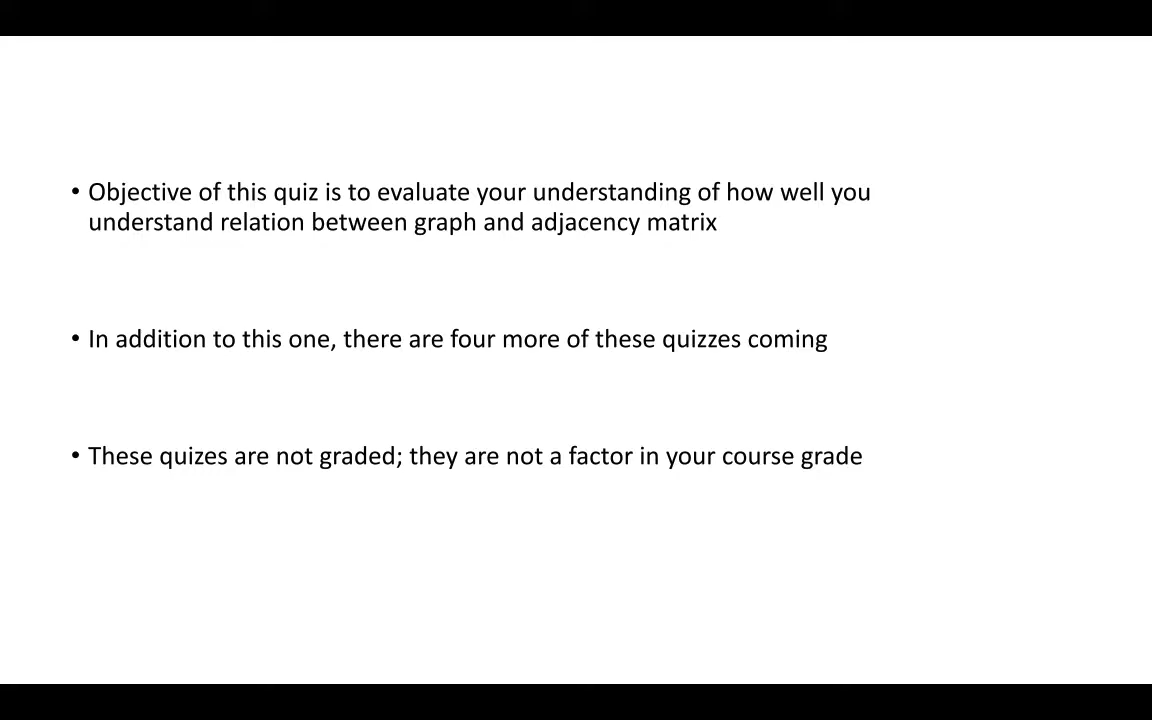 • Objective of this quiz is to evaluate your understanding of how well you
understand relation between graph and adjacency matrix
• In addition to this one, there are four more of these quizzes coming
• These quizes are not graded; they are not a factor in your course grade